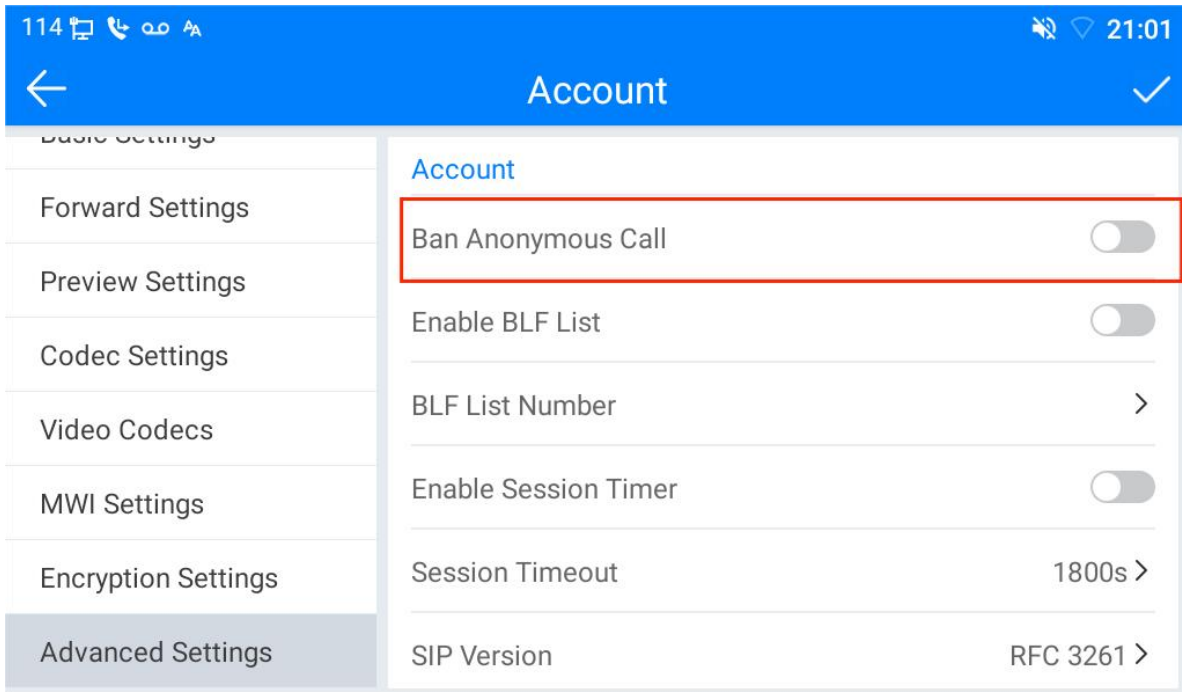 114 21:01
Account
Basic Settings
Forward Settings
Preview Settings
Codec Settings
Video Codecs
MWI Settings
Encryption Settings
Advanced Settings
Account
Ban Anonymous Call
Enable BLF List
BLF List Number
Enable Session Timer
Session Timeout 1800s
SIP Version RFC 3261